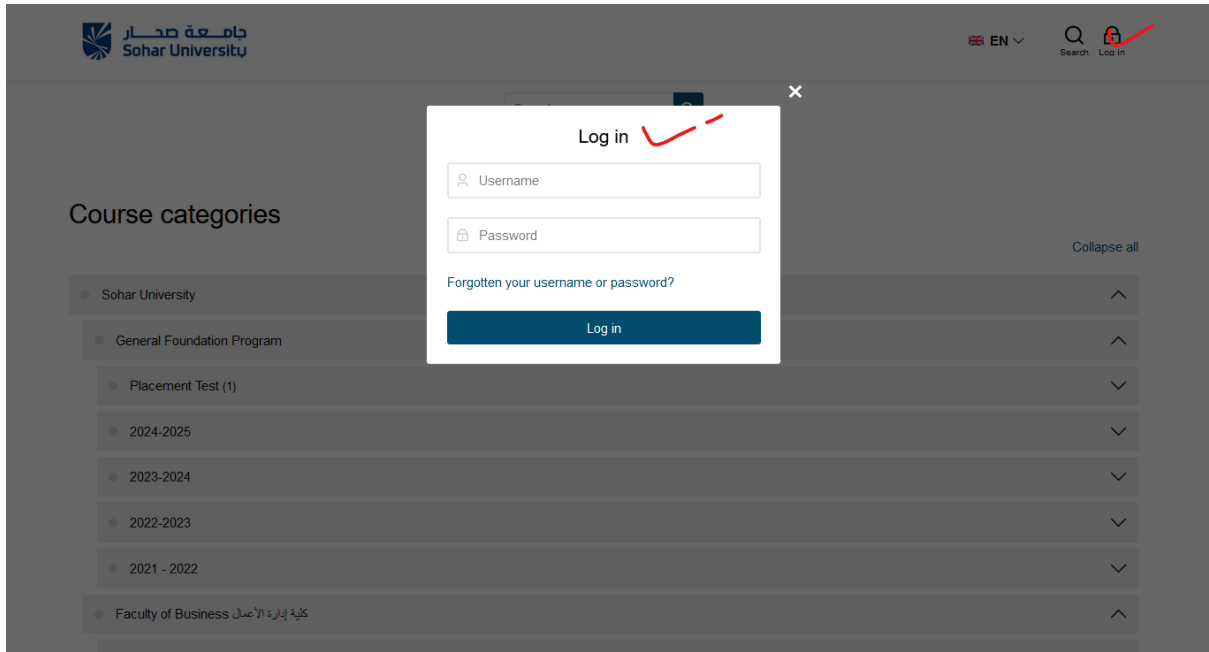 جامـــعة صحـــار
Sohar University
EN
Search
Log in
Log in
Username
Password
Forgotten your username or password?
Log in
Course categories
Collapse all
Sohar University
General Foundation Program
Placement Test (1)
2024-2025
2023-2024
2022-2023
2021 - 2022
Faculty of Business كلية إدارة الأعمال